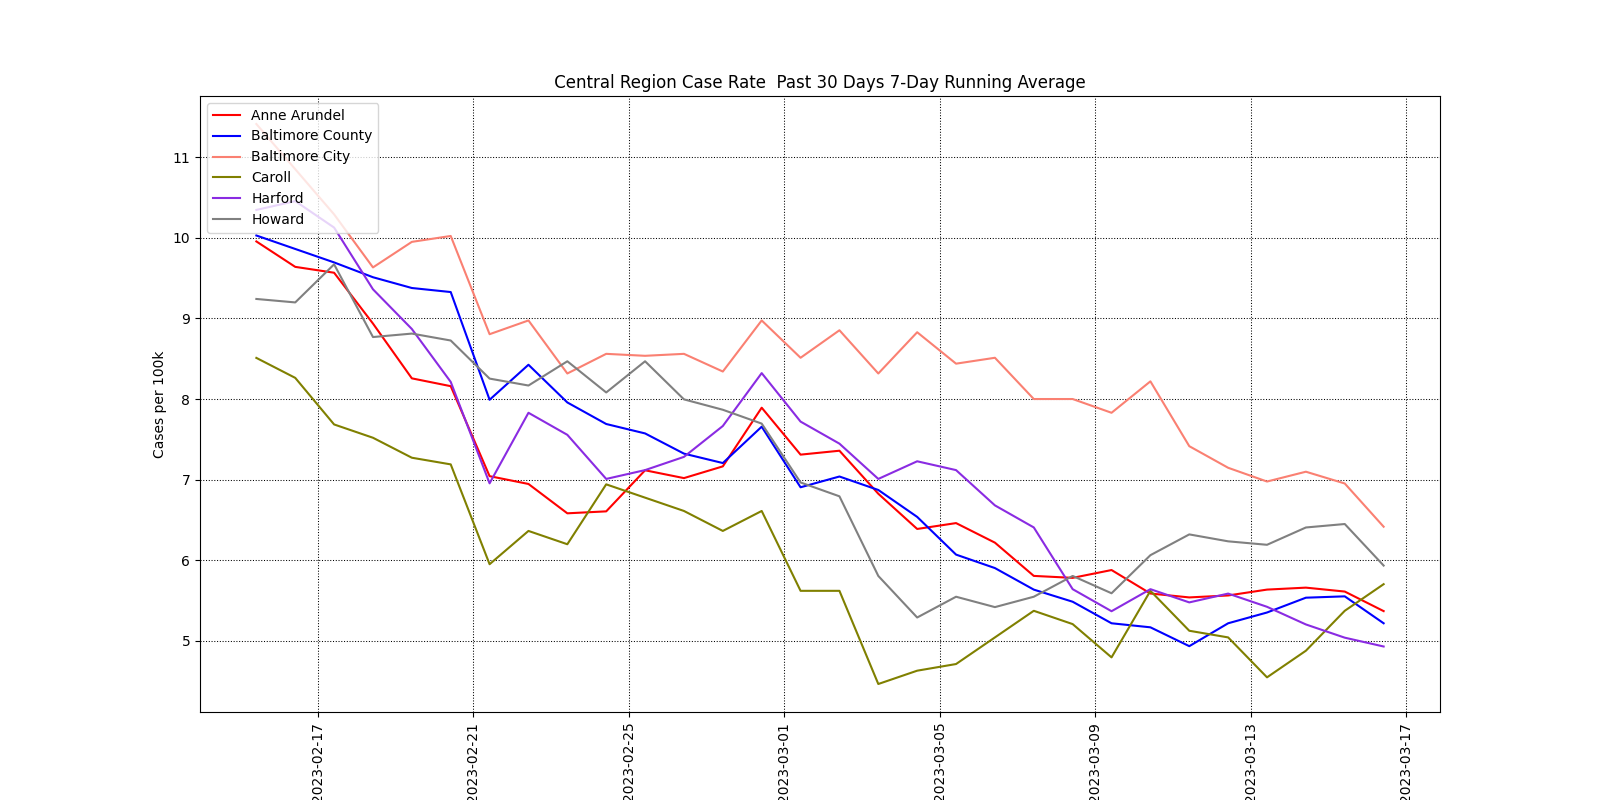 Central Region Case Rate  Past 30 Days 7-Day Running Average
Anne Arundel
Baltimore County
Baltimore City
Caroll
Harford
Howard
Cases per 100k
11
10
9
8
7
6
5
2023-02-17
2023-02-21
2023-02-25
2023-03-01
2023-03-05
2023-03-09
2023-03-13
2023-03-17